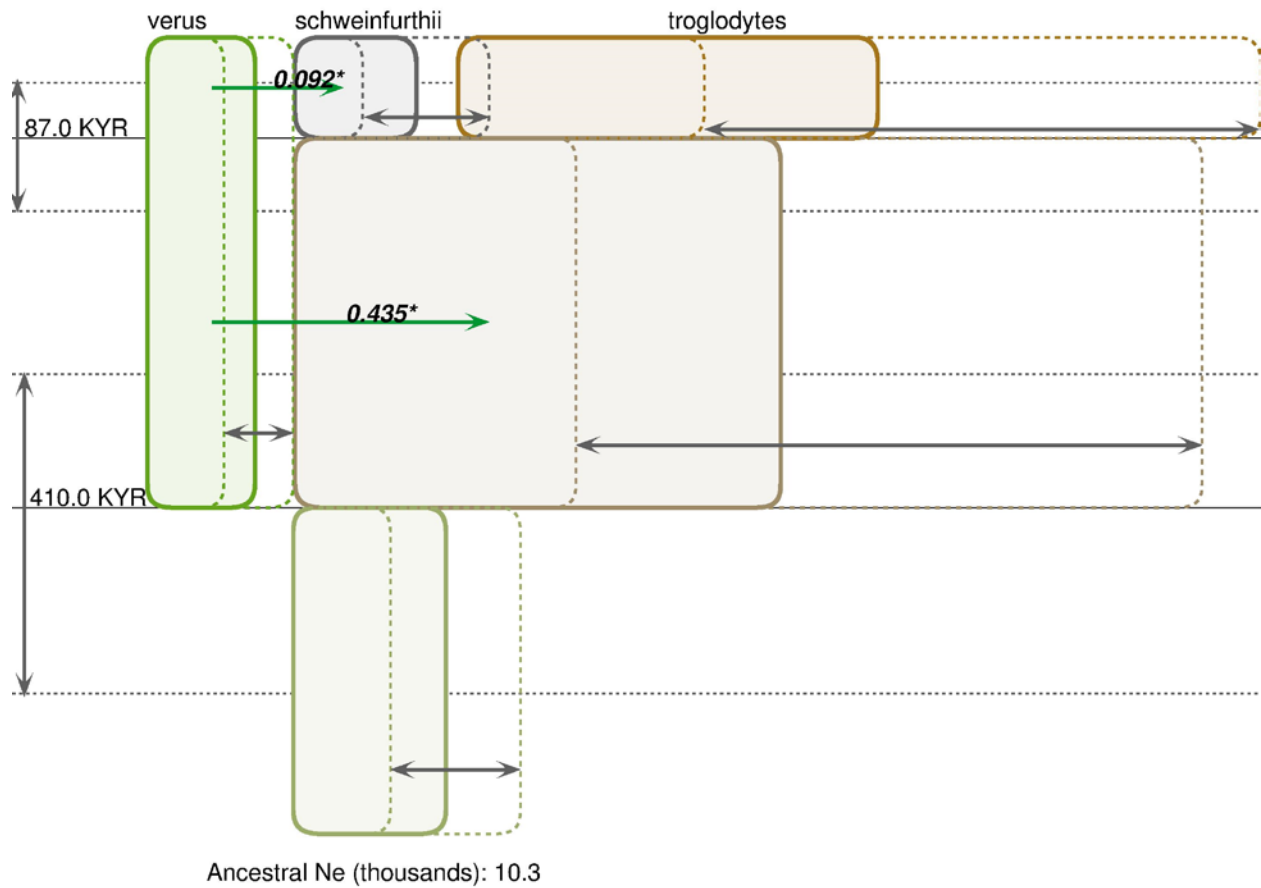 verus schweinfurthii troglodytes
0.092*
87.0 KYR
0.435*
410.0 KYR
Ancestral Ne (thousands): 10.3